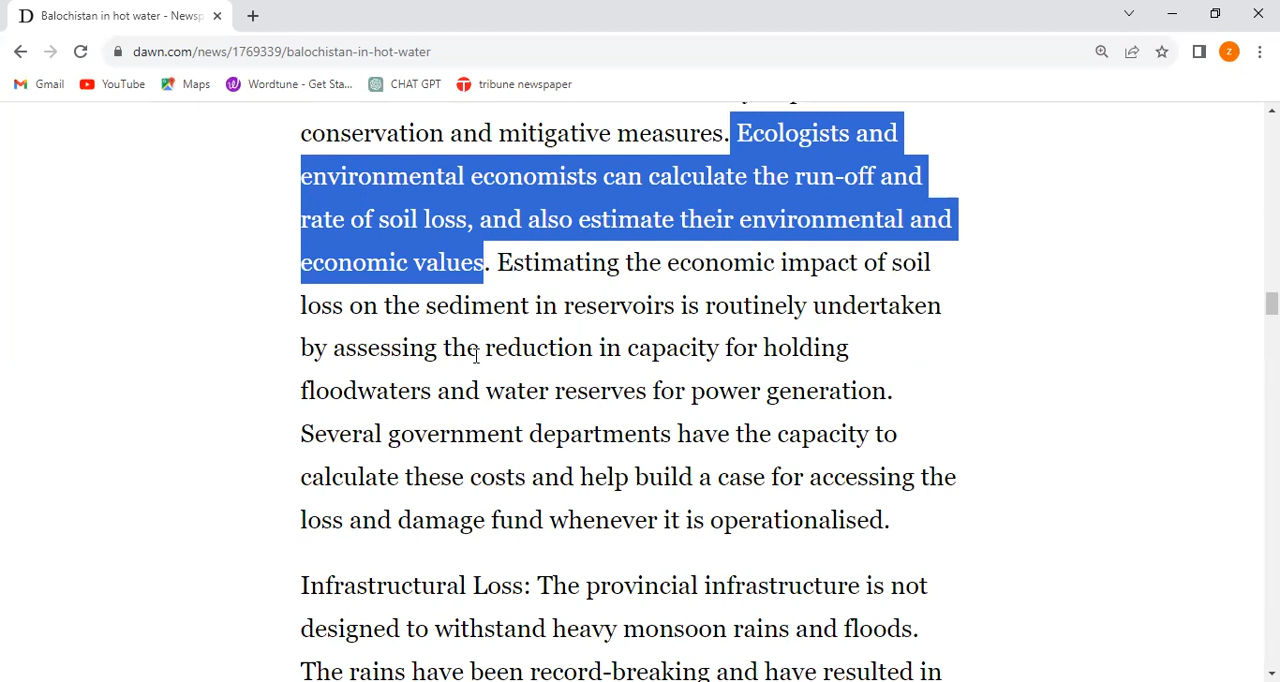 Balochistan in hot water - Newsp
dawn.com/news/1769339/balochistan-in-hot-water
z
Gmail
YouTube
Maps
Wordtune - Get Sta...
CHAT GPT
tribune newspaper
conservation and mitigative measures. Ecologists and
environmental economists can calculate the run-off and
rate of soil loss, and also estimate their environmental and
economic values. Estimating the economic impact of soil
loss on the sediment in reservoirs is routinely undertaken
by assessing the reduction in capacity for holding
floodwaters and water reserves for power generation.
Several government departments have the capacity to
calculate these costs and help build a case for accessing the
loss and damage fund whenever it is operationalised.
Infrastructural Loss: The provincial infrastructure is not
designed to withstand heavy monsoon rains and floods.
The rains have been record-breaking and have resulted in